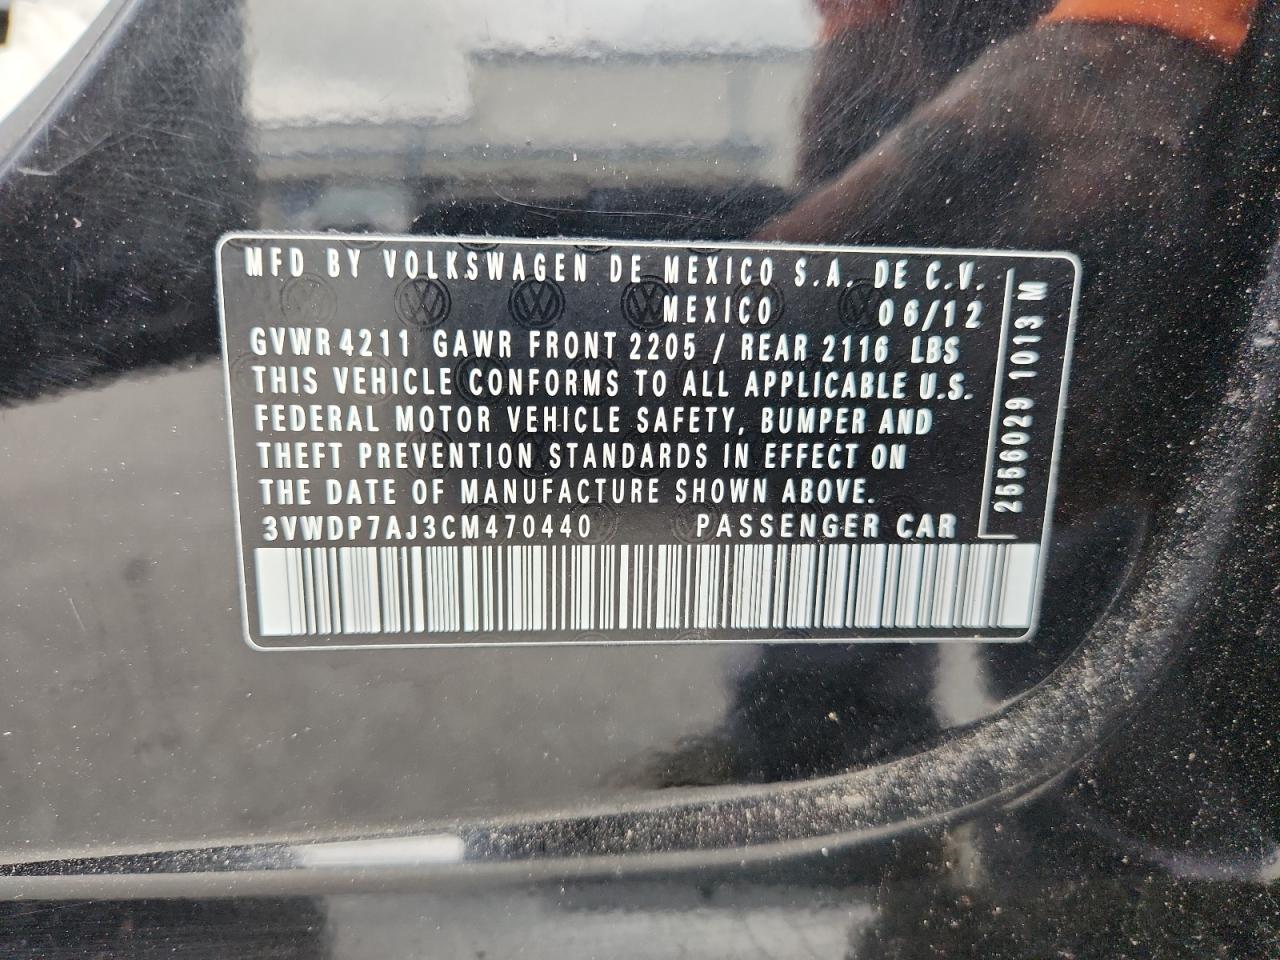 MFD BY VOLKSWAGEN DE MEXICO S.A. DE C.V.
MEXICO 06/12
GVWR 4211 GAWR FRONT 2205 / REAR 2116 LBS
THIS VEHICLE CONFORMS TO ALL APPLICABLE U.S.
FEDERAL MOTOR VEHICLE SAFETY, BUMPER AND
THEFT PREVENTION STANDARDS IN EFFECT ON
THE DATE OF MANUFACTURE SHOWN ABOVE.
3VWDP7AJ3CM470440 PASSENGER CAR
2556029 1013 M